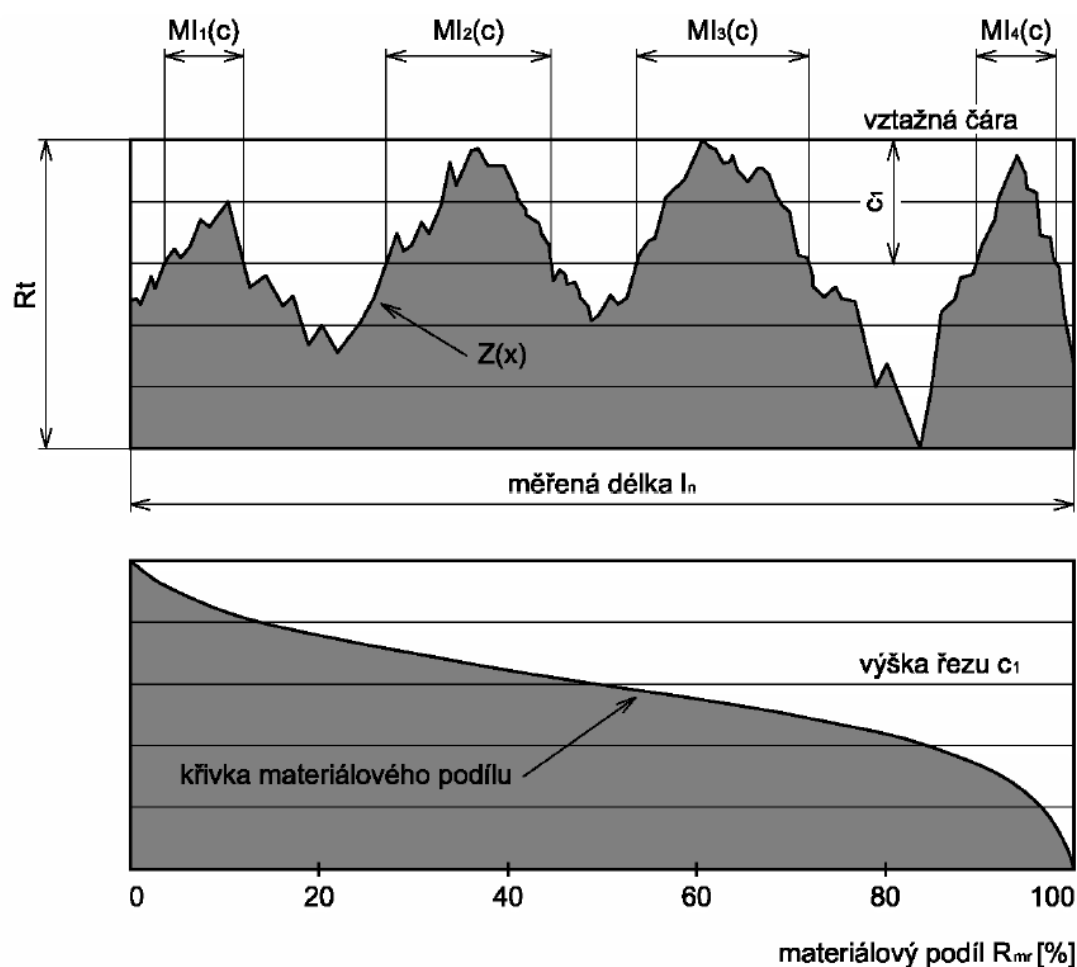 Ml₁(c) Ml₂(c) Ml₃(c) Ml₄(c)
vztažná čára
c₁
Rt
Z(x)
měřená délka lₙ
výška řezu c₁
křivka materiálového podílu
0 20 40 60 80 100
materiálový podíl Rₘᵣ [%]